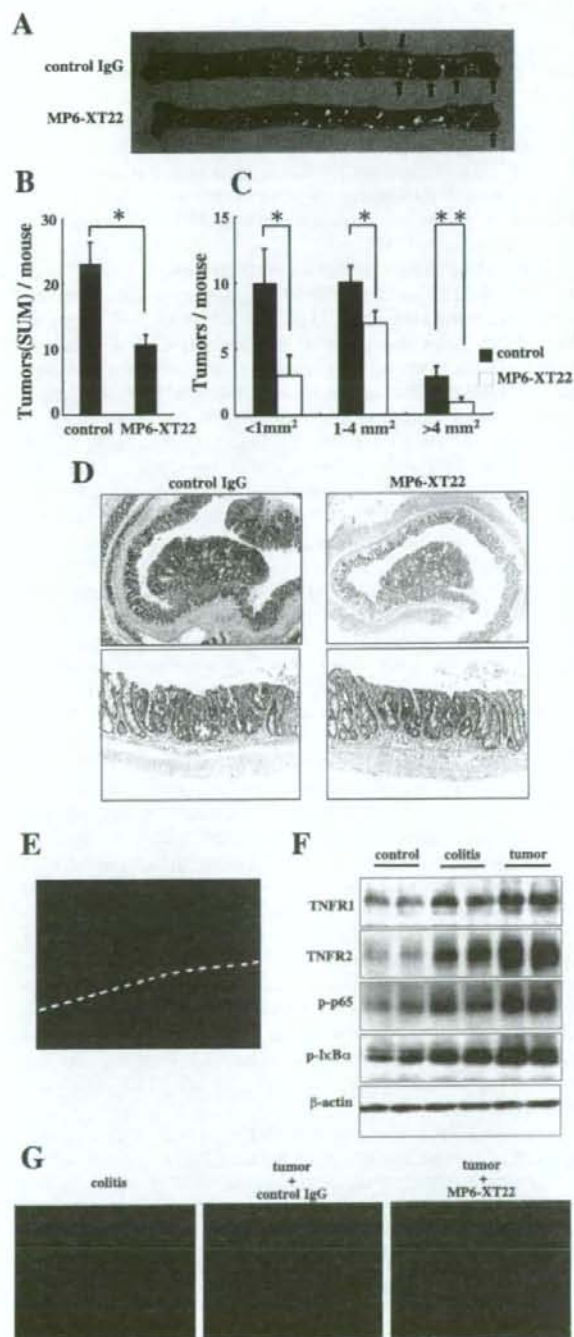 A
control IgG
MP6-XT22
B
C
Tumors(SUM) / mouse
30
20
10
0
*
control MP6-XT22
Tumors / mouse
15
10
5
0
*
*
**
<1mm²
1-4 mm²
>4 mm²
control
MP6-XT22
D
control IgG
MP6-XT22
E
F
control
colitis
tumor
TNFR1
TNFR2
p-p65
p-IκBα
β-actin
G
colitis
tumor
+
control IgG
tumor
+
MP6-XT22